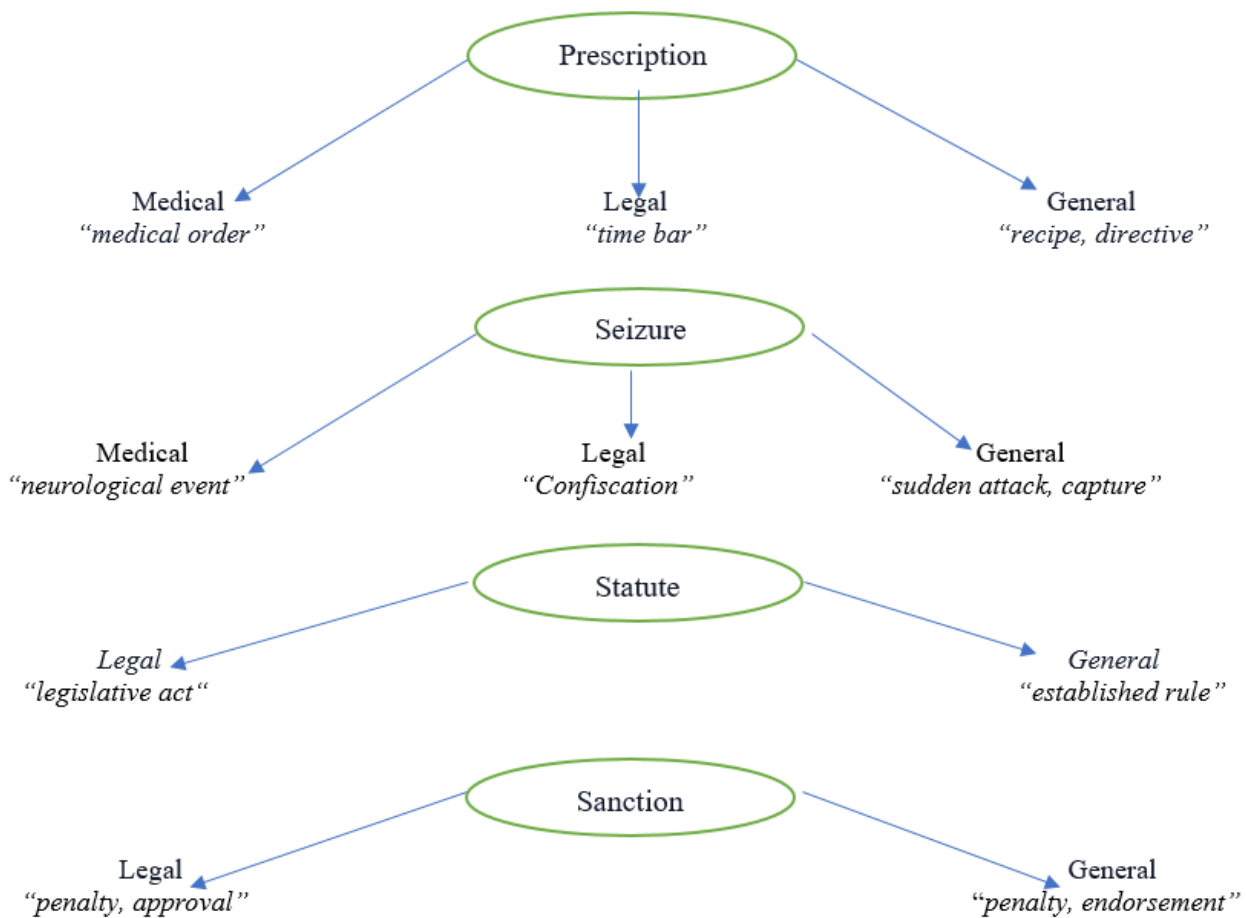 Prescription
Medical
“medical order”
Legal
“time bar”
General
“recipe, directive”
Seizure
Medical
“neurological event”
Legal
“Confiscation”
General
“sudden attack, capture”
Statute
Legal
“legislative act“
General
“established rule”
Sanction
Legal
“penalty, approval”
General
“penalty, endorsement”